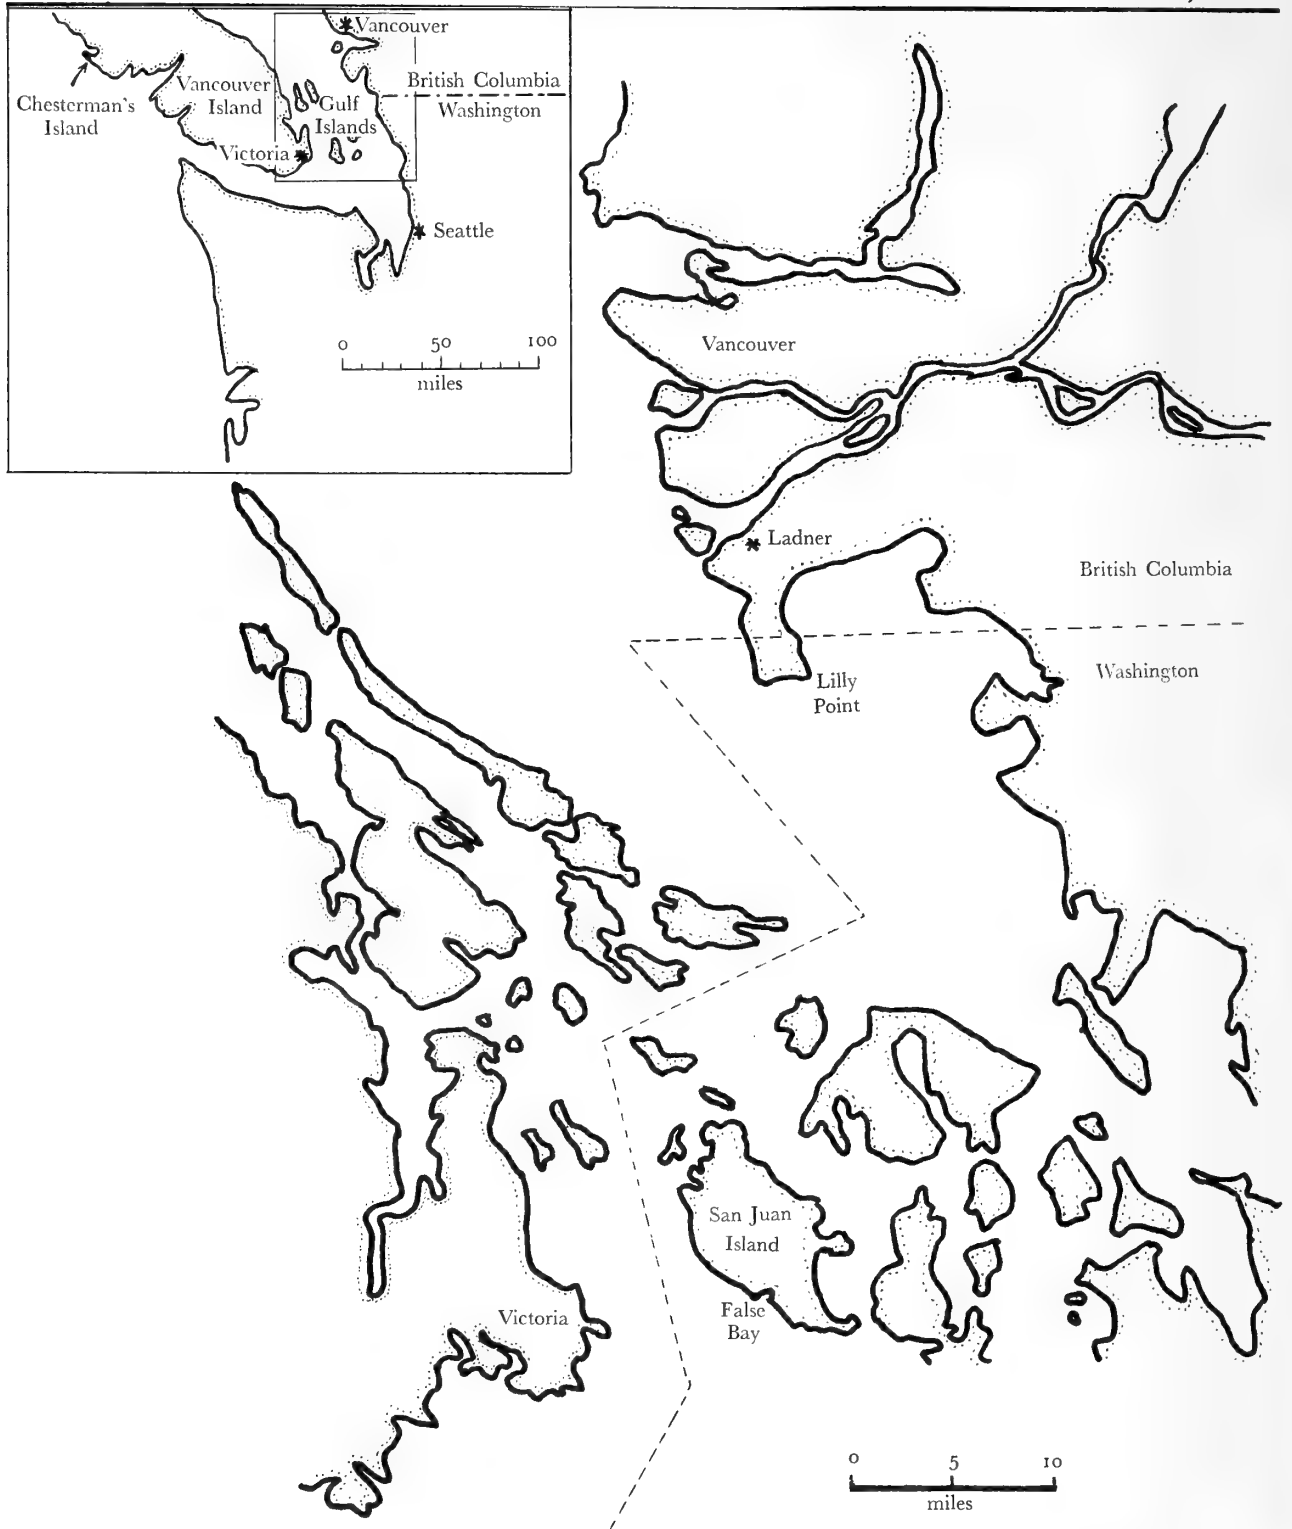 Vancouver
British Columbia
Washington
Vancouver
Island
Gulf
Islands
Chesterman's
Island
Victoria
Seattle
0 50 100
miles
Vancouver
Ladner
British Columbia
Washington
Lilly
Point
San Juan
Island
False
Bay
Victoria
0 5 10
miles